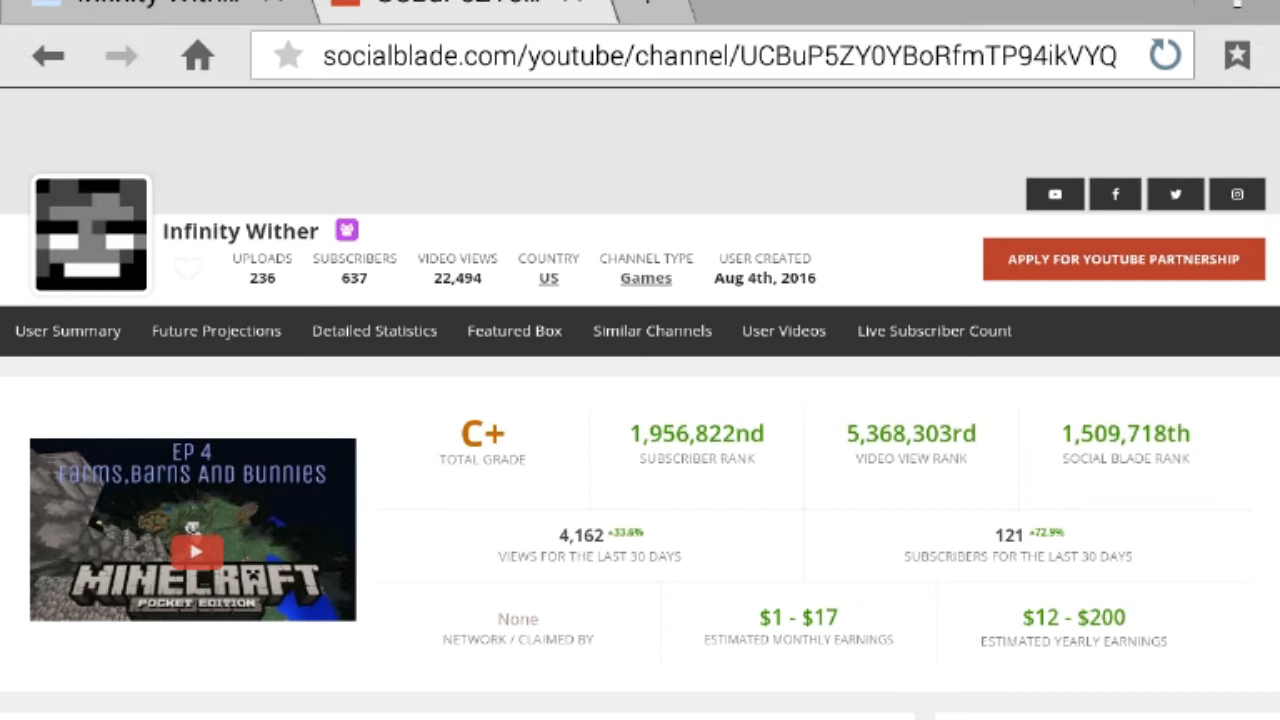 Infinity With...
socialblade.com/youtube/channel/UCBuP5ZY0YBoRfmTP94ikVYQ
Infinity Wither
UPLOADS SUBSCRIBERS VIDEO VIEWS COUNTRY CHANNEL TYPE USER CREATED
236 637 22,494 US Games Aug 4th, 2016
APPLY FOR YOUTUBE PARTNERSHIP
User Summary Future Projections Detailed Statistics Featured Box Similar Channels User Videos Live Subscriber Count
EP 4
Farms,Barns And Bunnies
MINECRAFT
POCKET EDITION
C+ 1,956,822nd 5,368,303rd 1,509,718th
TOTAL GRADE SUBSCRIBER RANK VIDEO VIEW RANK SOCIAL BLADE RANK
4,162 +33.6% 121 +72.9%
VIEWS FOR THE LAST 30 DAYS SUBSCRIBERS FOR THE LAST 30 DAYS
None $1 - $17 $12 - $200
NETWORK / CLAIMED BY ESTIMATED MONTHLY EARNINGS ESTIMATED YEARLY EARNINGS